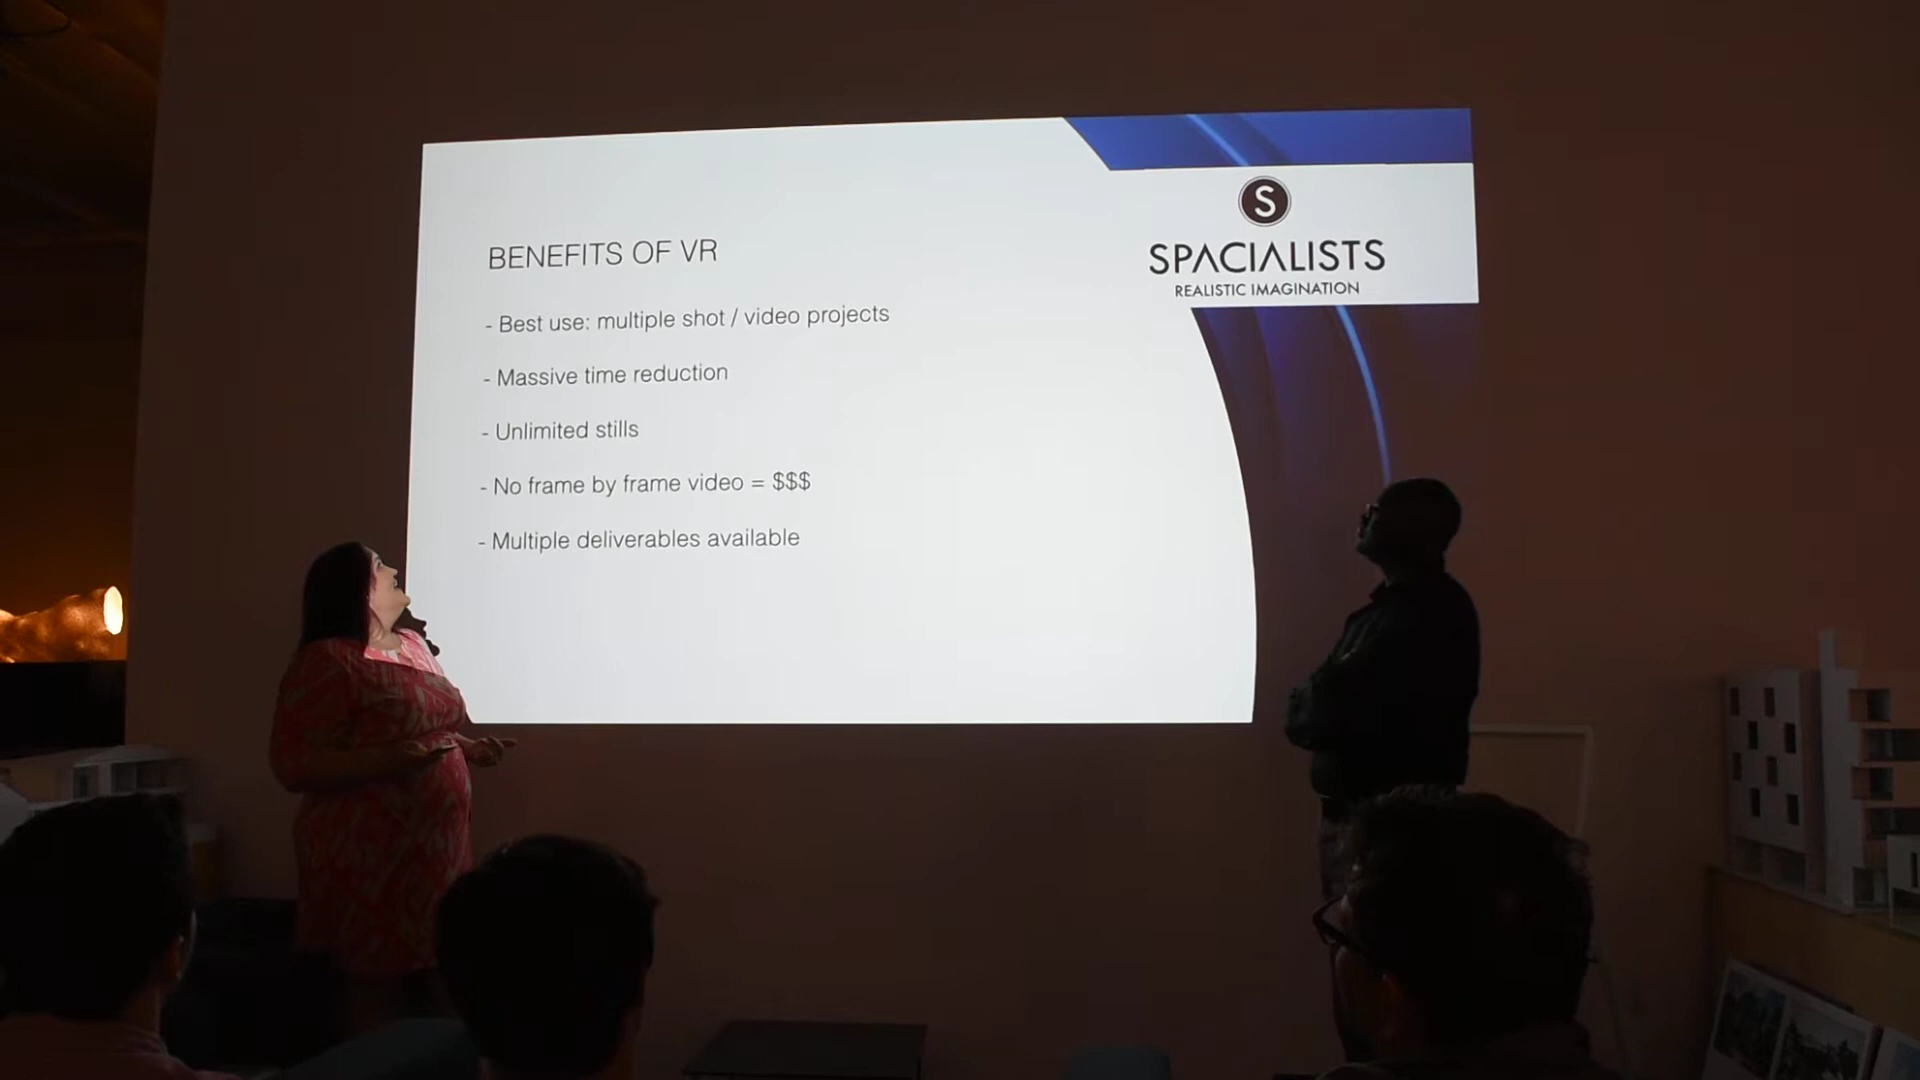 BENEFITS OF VR
- Best use: multiple shot / video projects
- Massive time reduction
- Unlimited stills
- No frame by frame video = $$$
- Multiple deliverables available
S
SPACIALISTS
REALISTIC IMAGINATION